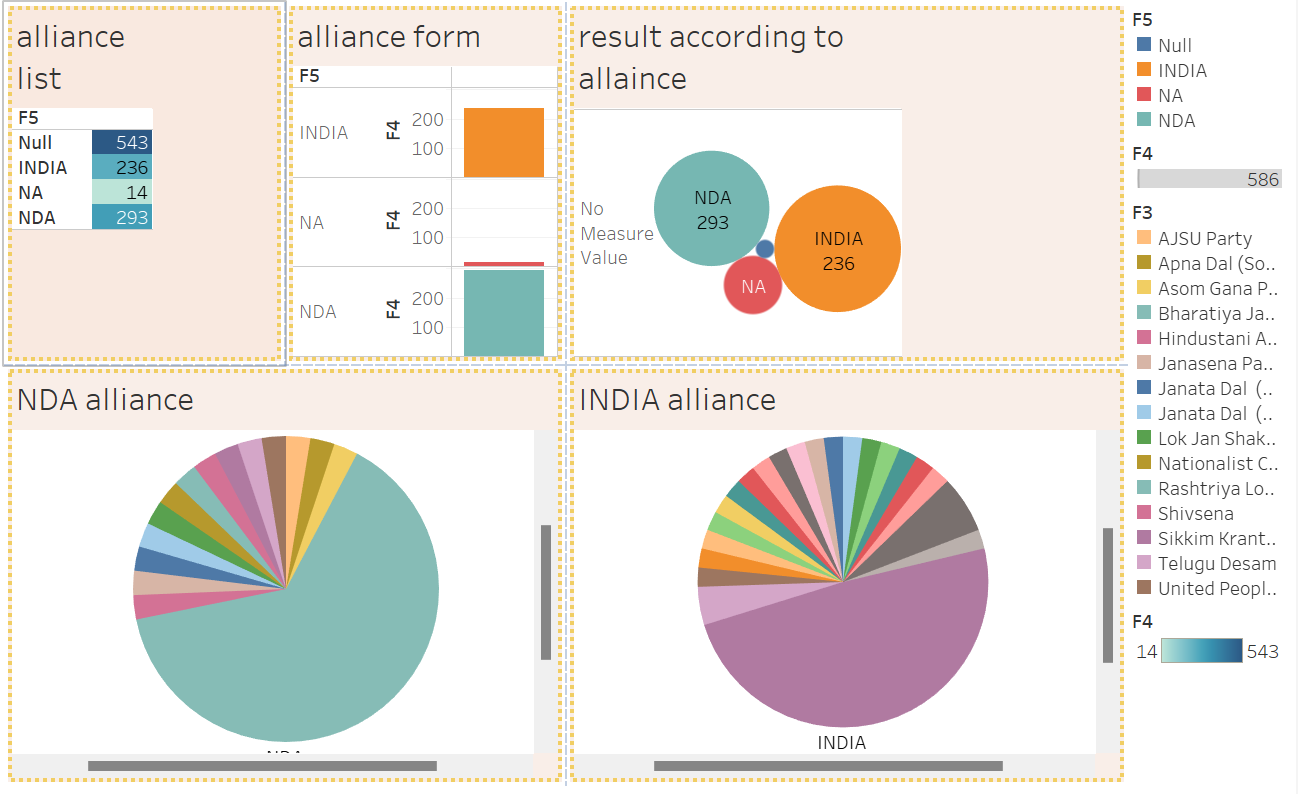 alliance
list
F5
Null 543
INDIA 236
NA 14
NDA 293
alliance form
F5
INDIA F4 200
100
NA F4 200
100
NDA F4 200
100
result according to
allaince
No
Measure
Value
NDA
293
INDIA
236
NA
NDA alliance
INDIA alliance
INDIA
F5
Null
INDIA
NA
NDA
F4
586
F3
AJSU Party
Apna Dal (So..
Asom Gana P..
Bharatiya Ja..
Hindustani A..
Janasena Pa..
Janata Dal (..
Janata Dal (..
Lok Jan Shak..
Nationalist C..
Rashtriya Lo..
Shivsena
Sikkim Krant..
Telugu Desam
United Peopl..
F4
14 543